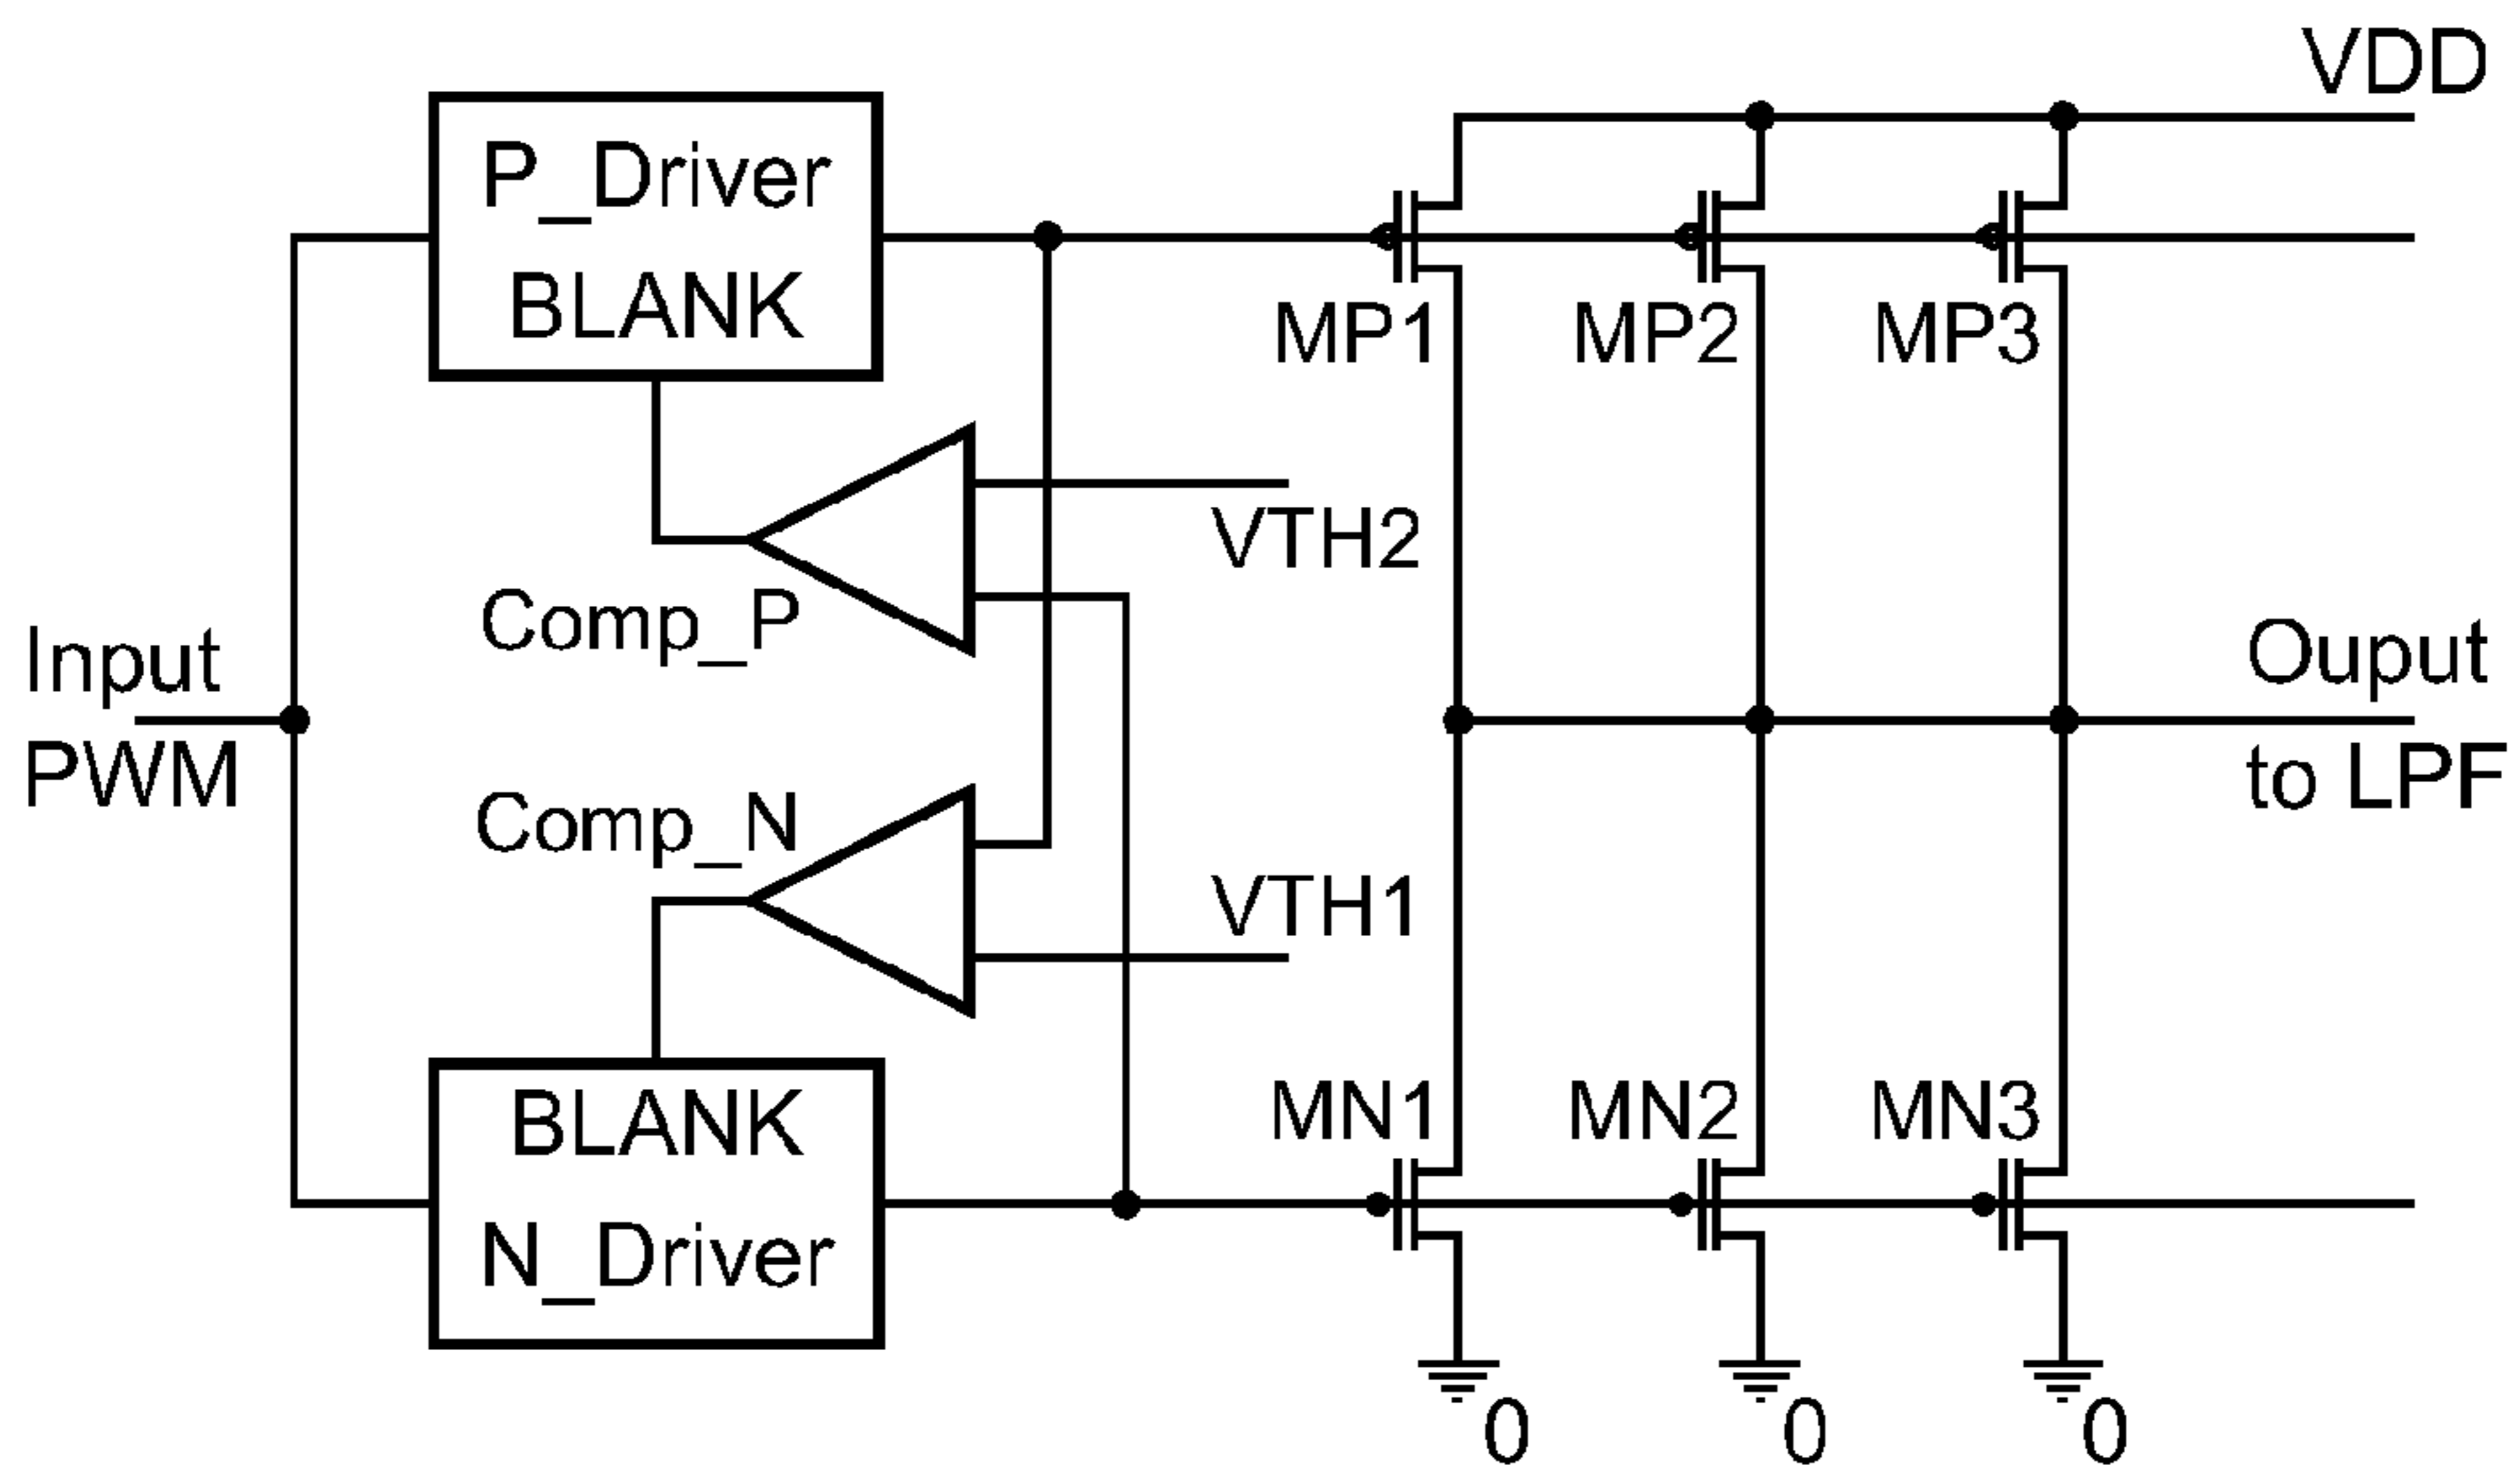 VDD
P_Driver
BLANK
MP1
MP2
MP3
VTH2
Comp_P
Input
PWM
Ouput
to LPF
Comp_N
VTH1
BLANK
N_Driver
MN1
MN2
MN3
0
0
0